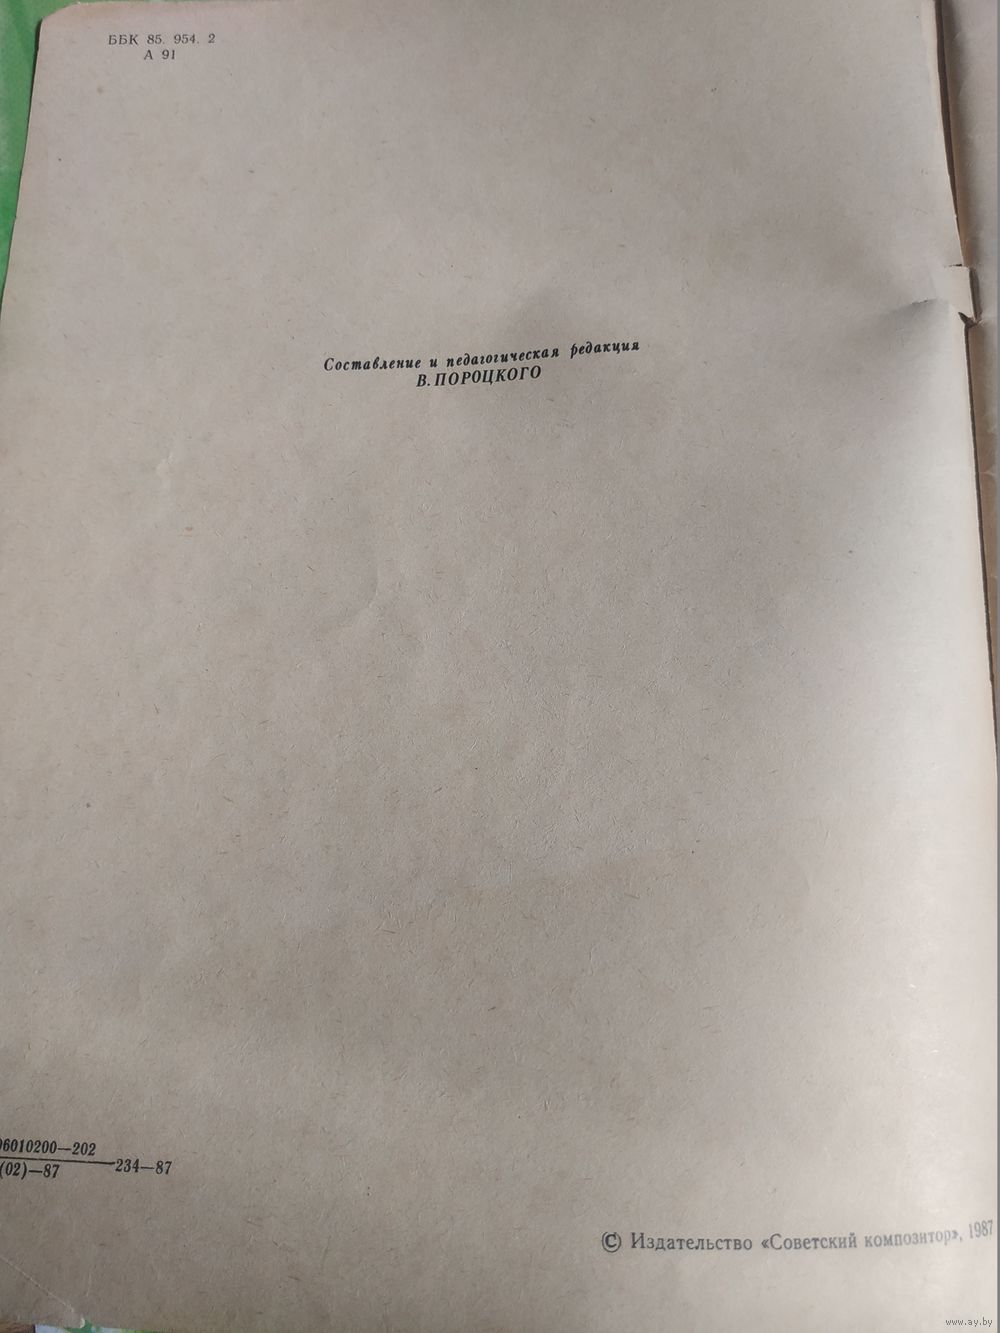 ББК 85. 954. 2
А 91
Составление и педагогическая редакция
В. ПОРОЦКОГО
06010200—202
(02)—87
234—87
© Издательство «Советский композитор», 1987
www.ay.by